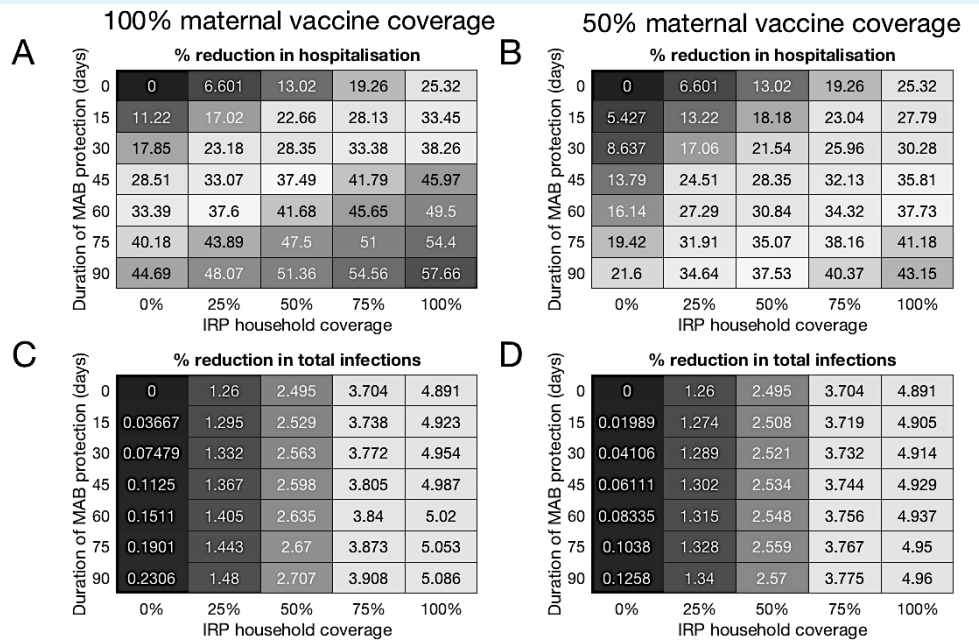 100% maternal vaccine coverage
50% maternal vaccine coverage
A
% reduction in hospitalisation
Duration of MAB protection (days)
0 0 6.601 13.02 19.26 25.32
15 11.22 17.02 22.66 28.13 33.45
30 17.85 23.18 28.35 33.38 38.26
45 28.51 33.07 37.49 41.79 45.97
60 33.39 37.6 41.68 45.65 49.5
75 40.18 43.89 47.5 51 54.4
90 44.69 48.07 51.36 54.56 57.66
0% 25% 50% 75% 100%
IRP household coverage
B
% reduction in hospitalisation
Duration of MAB protection (days)
0 0 6.601 13.02 19.26 25.32
15 5.427 13.22 18.18 23.04 27.79
30 8.637 17.06 21.54 25.96 30.28
45 13.79 24.51 28.35 32.13 35.81
60 16.14 27.29 30.84 34.32 37.73
75 19.42 31.91 35.07 38.16 41.18
90 21.6 34.64 37.53 40.37 43.15
0% 25% 50% 75% 100%
IRP household coverage
C
% reduction in total infections
Duration of MAB protection (days)
0 0 1.26 2.495 3.704 4.891
15 0.03667 1.295 2.529 3.738 4.923
30 0.07479 1.332 2.563 3.772 4.954
45 0.1125 1.367 2.598 3.805 4.987
60 0.1511 1.405 2.635 3.84 5.02
75 0.1901 1.443 2.67 3.873 5.053
90 0.2306 1.48 2.707 3.908 5.086
0% 25% 50% 75% 100%
IRP household coverage
D
% reduction in total infections
Duration of MAB protection (days)
0 0 1.26 2.495 3.704 4.891
15 0.01989 1.274 2.508 3.719 4.905
30 0.04106 1.289 2.521 3.732 4.914
45 0.06111 1.302 2.534 3.744 4.929
60 0.08335 1.315 2.548 3.756 4.937
75 0.1038 1.328 2.559 3.767 4.95
90 0.1258 1.34 2.57 3.775 4.96
0% 25% 50% 75% 100%
IRP household coverage